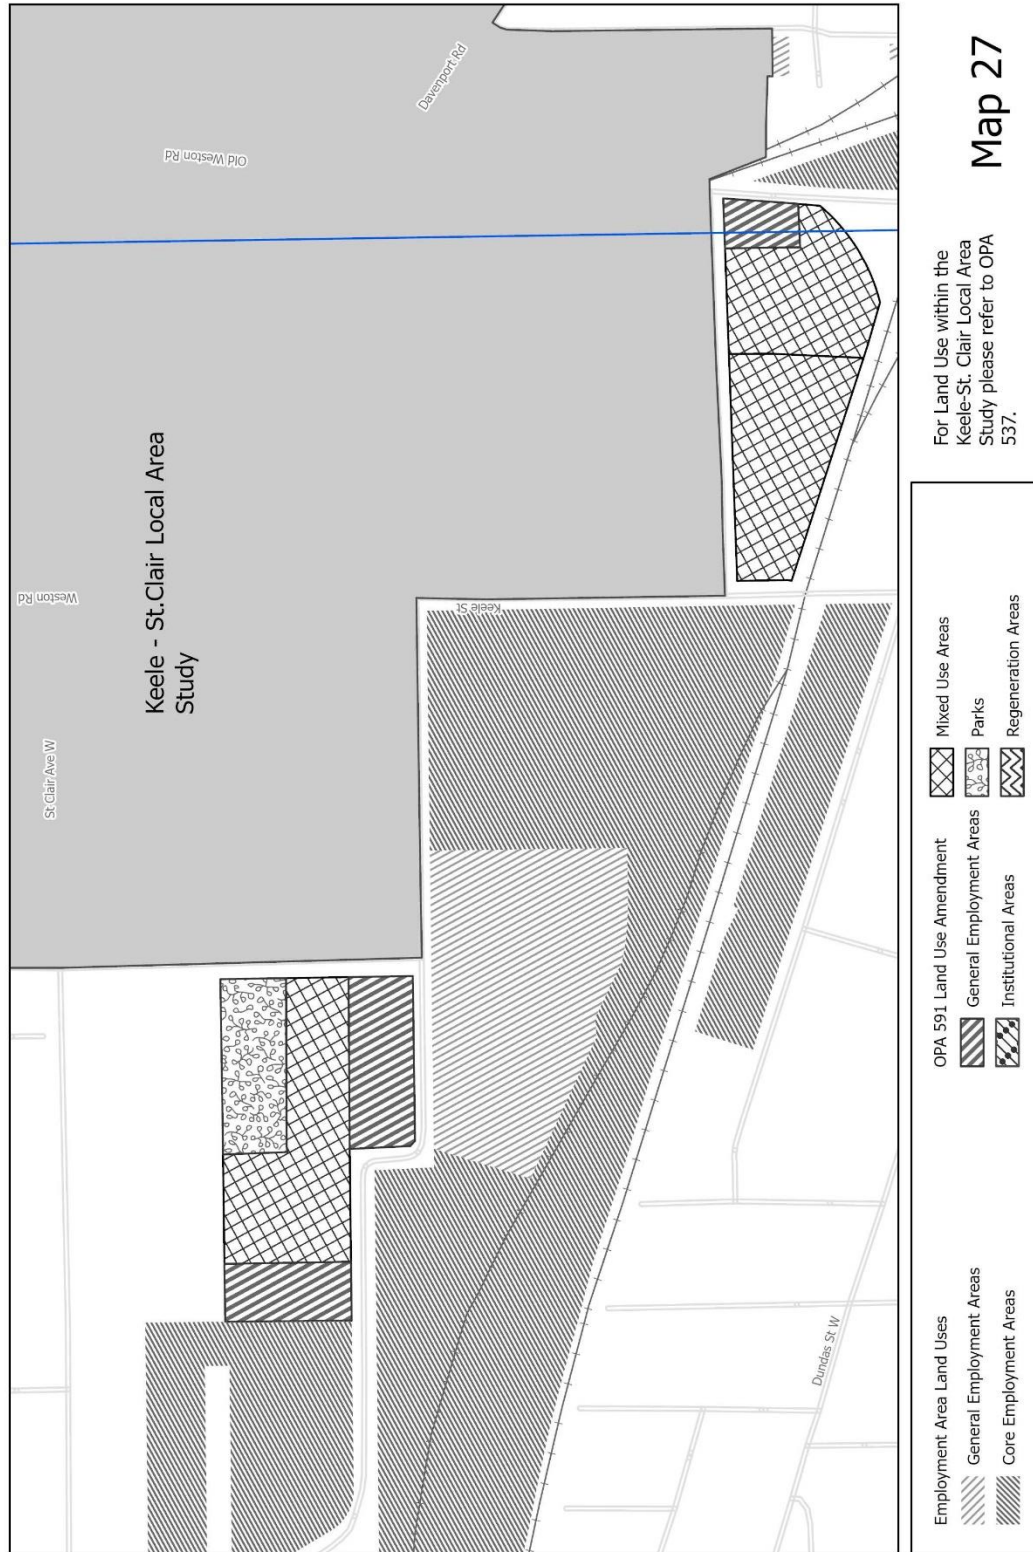 St Clair Ave W
Weston Rd
Old Weston Rd
Keele - St.Clair Local Area
Study
Davenport Rd
Keele St
Dundas St W
Employment Area Land Uses
General Employment Areas
Core Employment Areas
OPA 591 Land Use Amendment
General Employment Areas
Institutional Areas
Mixed Use Areas
Parks
Regeneration Areas
For Land Use within the
Keele-St. Clair Local Area
Study please refer to OPA
537.
Map 27